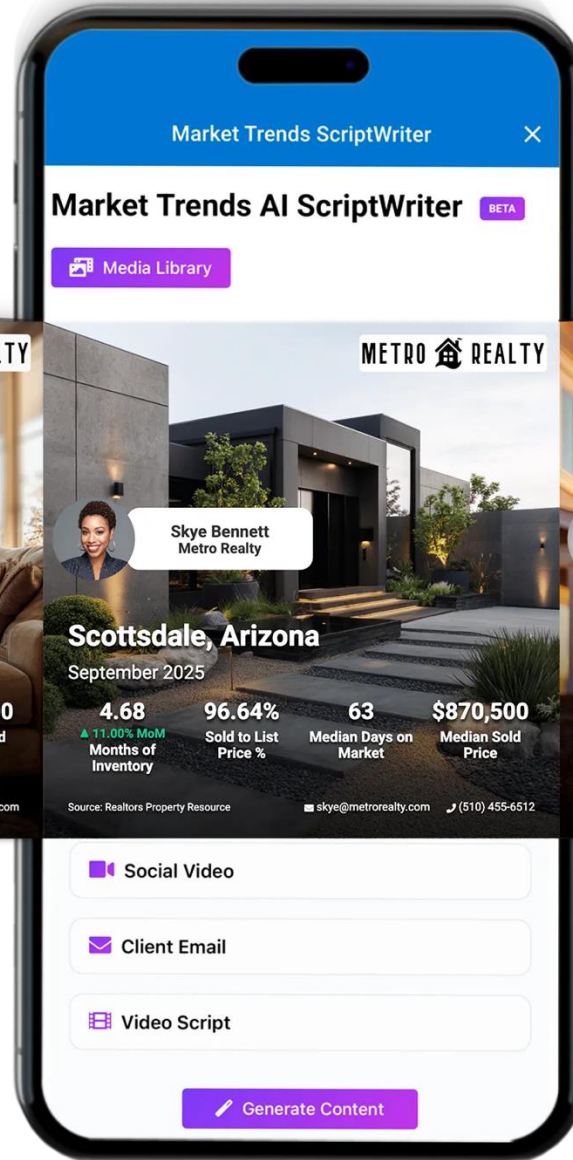 Market Trends ScriptWriter
Market Trends AI ScriptWriter BETA
Media Library
LTY
METRO REALTY
Skye Bennett
Metro Realty
Scottsdale, Arizona
September 2025
4.68
▲ 11.00% MoM
Months of
Inventory
96.64%
Sold to List
Price %
63
Median Days on
Market
$870,500
Median Sold
Price
0
d
com
Source: Realtors Property Resource
skye@metrorealty.com
(510) 455-6512
Social Video
Client Email
Video Script
Generate Content